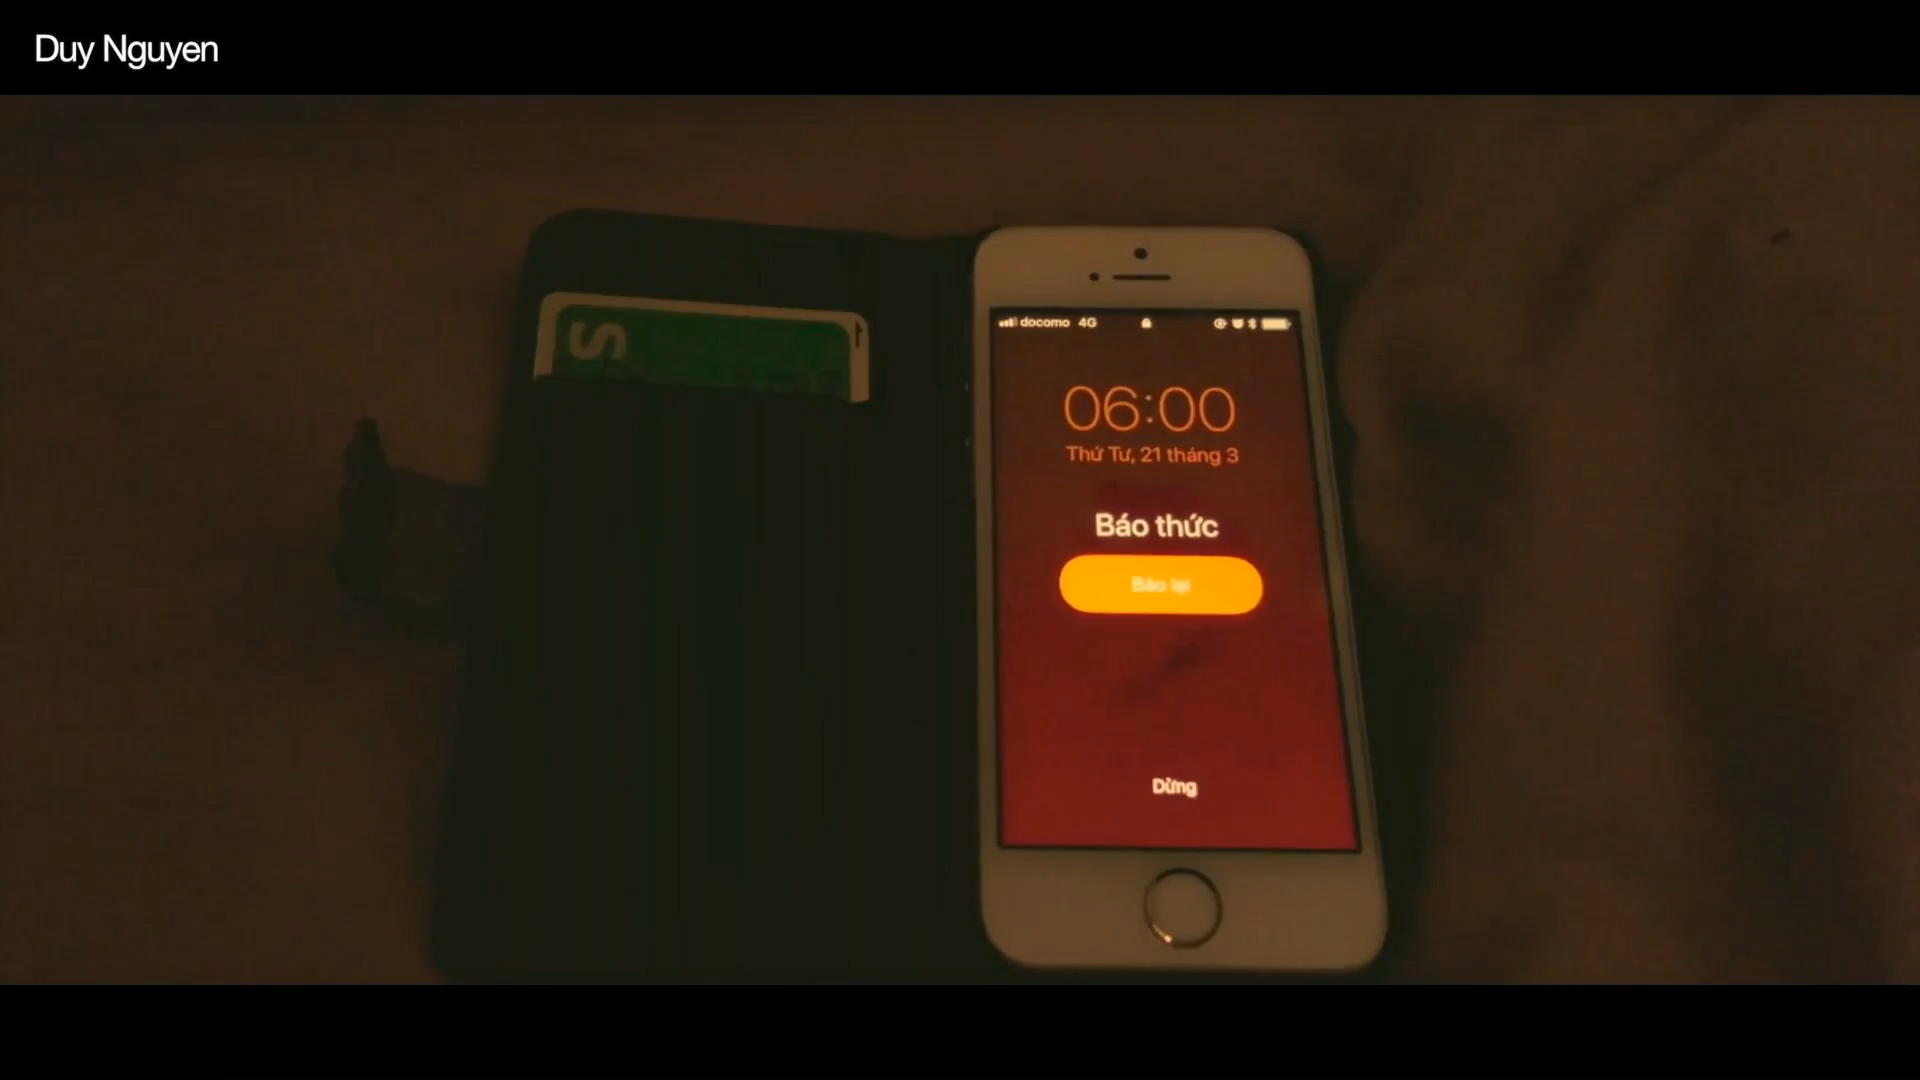 Duy Nguyen
S
docomo 4G
06:00
Thứ Tư, 21 tháng 3
Báo thức
Báo lại
Dừng